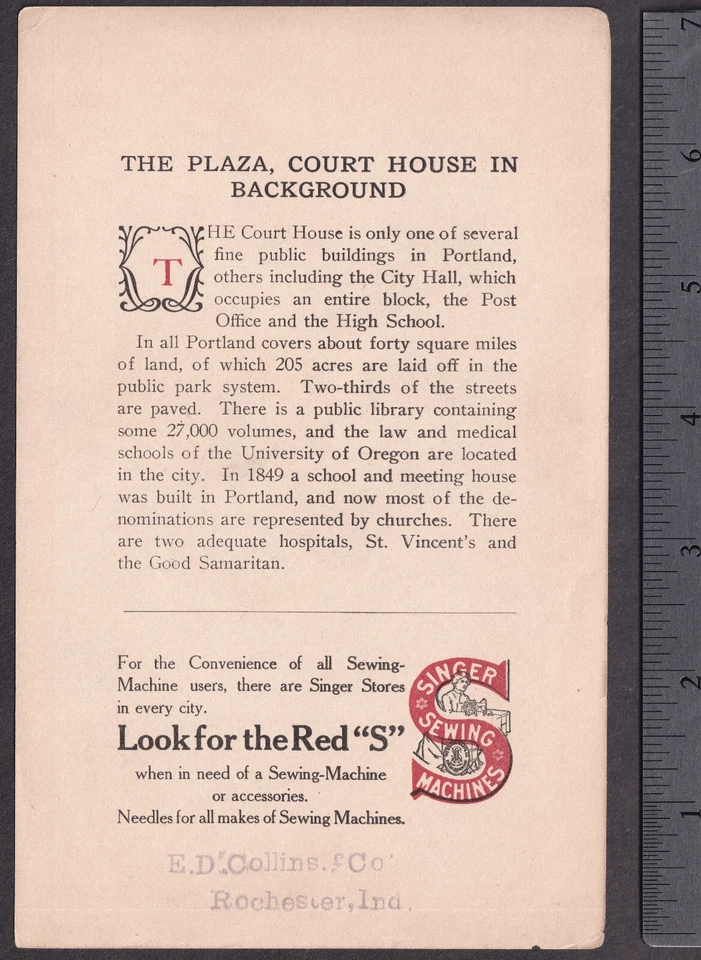 THE PLAZA, COURT HOUSE IN
BACKGROUND
THE Court House is only one of several
fine public buildings in Portland,
others including the City Hall, which
occupies an entire block, the Post
Office and the High School.
In all Portland covers about forty square miles
of land, of which 205 acres are laid off in the
public park system. Two-thirds of the streets
are paved. There is a public library containing
some 27,000 volumes, and the law and medical
schools of the University of Oregon are located
in the city. In 1849 a school and meeting house
was built in Portland, and now most of the de-
nominations are represented by churches. There
are two adequate hospitals, St. Vincent's and
the Good Samaritan.
For the Convenience of all Sewing-
Machine users, there are Singer Stores
in every city.
Look for the Red "S"
when in need of a Sewing-Machine
or accessories.
Needles for all makes of Sewing Machines.
SINGER
SEWING
MACHINES
E.D.Collins.&Co
Rochester,Ind.
7
6
5
4
3
2
1